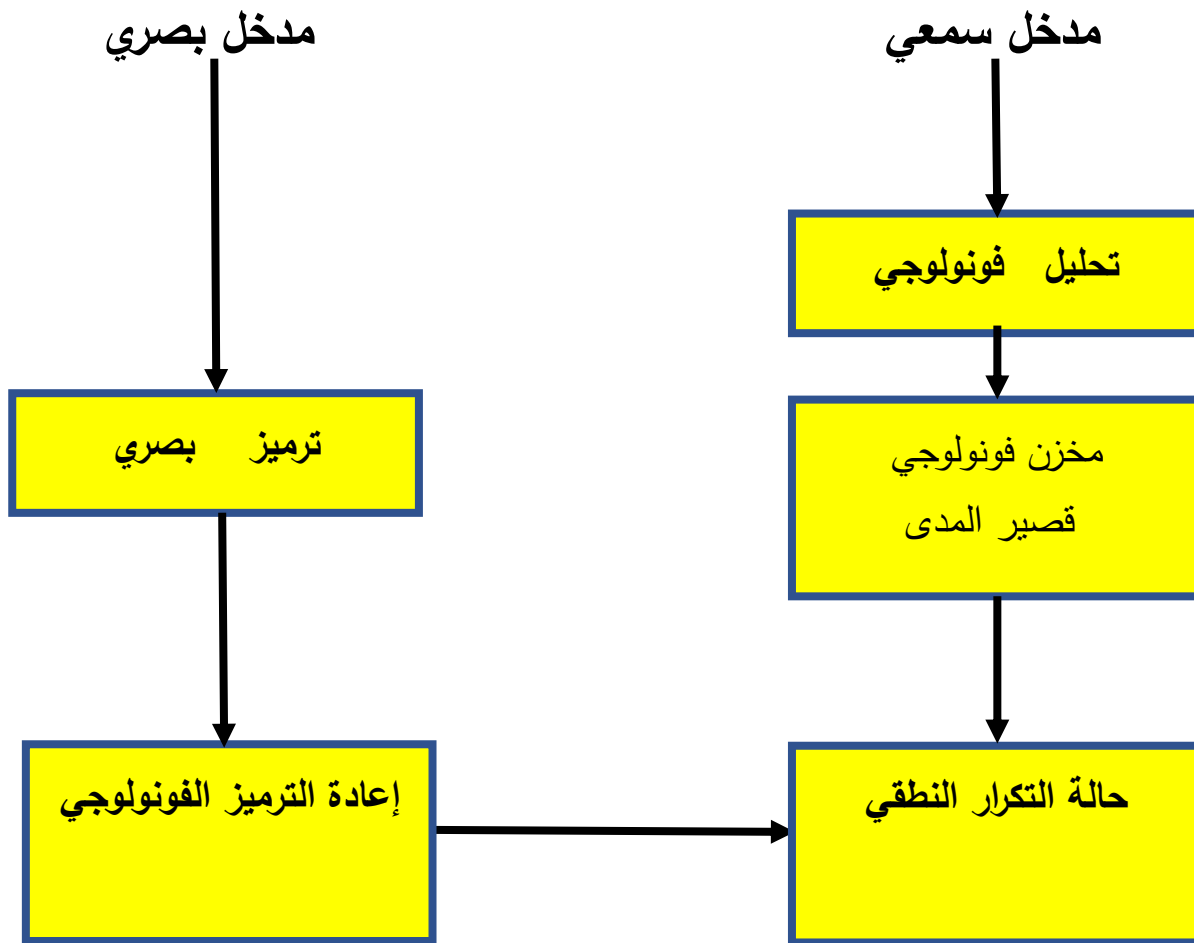 مدخل سمعي
مدخل بصري
تحليل فونولوجي
ترميز بصري
مخزن فونولوجي
قصير المدى
حالة التكرار النطقي
إعادة الترميز الفونولوجي